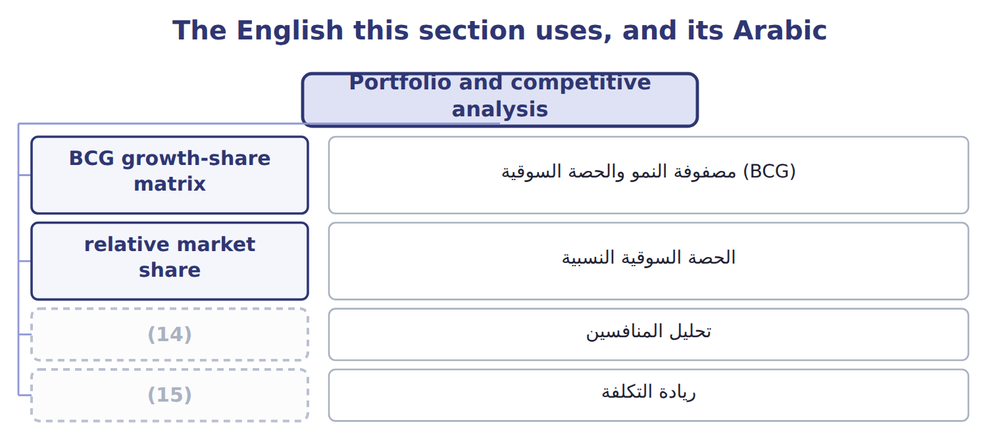 The English this section uses, and its Arabic
Portfolio and competitive
analysis
BCG growth-share
matrix
مصفوفة النمو والحصة السوقية (BCG)
relative market
share
الحصة السوقية النسبية
(14)
تحليل المنافسين
(15)
ريادة التكلفة